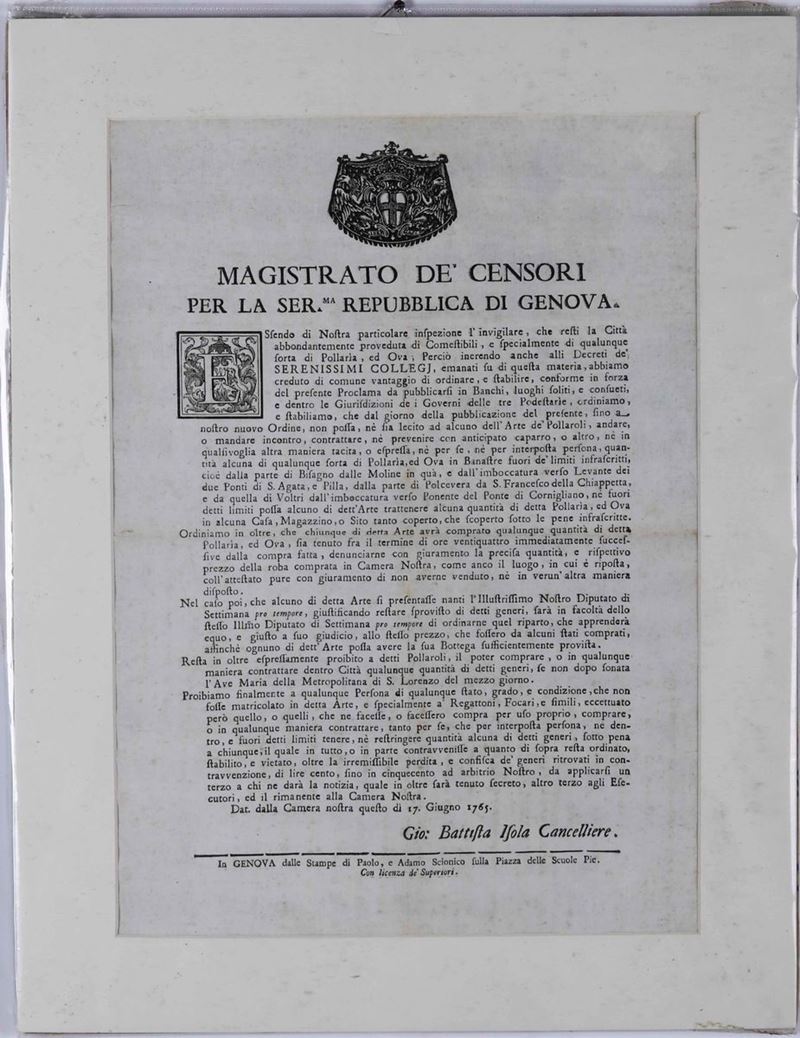 MAGISTRATO DE' CENSORI
PER LA SER.MA REPUBBLICA DI GENOVA.
ESſendo di Noſtra particolare inſpezione l'invigilare, che reſti la Città
abbondantemente proveduta di Comeſtibili, e ſpecialmente di qualunque
ſorta di Pollarìa, ed Ova; Perciò inerendo anche alli Decreti de'
SERENISSIMI COLLEGJ, emanati ſu di queſta materia, abbiamo
creduto di comune vantaggio di ordinare, e ſtabilire, conforme in forza
del preſente Proclama da pubblicarſi in Banchi, luoghi ſoliti, e conſueti,
e dentro le Giuriſdizioni de i Governi delle tre Podeſtarìe, ordiniamo,
e ſtabiliamo, che dal giorno della pubblicazione del preſente, fino a
noſtro nuovo Ordine, non poſſa, nè ſia lecito ad alcuno dell'Arte de' Pollaroli, andare,
o mandare incontro, contrattare, nè prevenire con anticipato caparro, o altro, nè in
qualſivoglia altra maniera tacita, o eſpreſſa, nè per ſe, nè per interpoſta perſona, quan-
tità alcuna di qualunque ſorta di Pollarìa, ed Ova in Banaſtre fuori de' limiti infraſcritti,
cioè dalla parte di Biſagno dalle Moline in quà, e dall'imboccatura verſo Levante dei
due Ponti di S. Agata, e Pilla, dalla parte di Polcevera da S. Franceſco della Chiappetta,
e da quella di Voltri dall'imboccatura verſo Ponente del Ponte di Cornigliano, nè fuori
detti limiti poſſa alcuno di dett'Arte trattenere alcuna quantità di detta Pollarìa, ed Ova
in alcuna Caſa, Magazzino, o Sito tanto coperto, che ſcoperto ſotto le pene infraſcritte.
Ordiniamo in oltre, che chiunque di detta Arte avrà comprato qualunque quantità di detta
Pollarìa, ed Ova, ſia tenuto fra il termine di ore ventiquattro immediatamente ſucceſ-
ſive dalla compra fatta, denunciarne con giuramento la preciſa quantità, e riſpettivo
prezzo della roba comprata in Camera Noſtra, come anco il luogo, in cui è ripoſta,
coll'atteſtato pure con giuramento di non averne venduto, nè in verun'altra maniera
diſpoſto.
Nel caſo poi, che alcuno di detta Arte ſi preſentaſſe nanti l'Illuſtriſſimo Noſtro Diputato di
Settimana pro tempore, giuſtificando reſtare ſproviſto di detti generi, ſarà in facoltà dello
ſteſſo Illm̃o Diputato di Settimana pro tempore di ordinarne quel riparto, che apprenderà
equo, e giuſto a ſuo giudicio, allo ſteſſo prezzo, che foſſero da alcuni ſtati comprati,
affinchè ognuno di dett'Arte poſſa avere la ſua Bottega ſufficientemente proviſta.
Reſta in oltre eſpreſſamente proibito a detti Pollaroli, il poter comprare, o in qualunque
maniera contrattare dentro Città qualunque quantità di detti generi, ſe non dopo ſonata
l'Ave Maria della Metropolitana di S. Lorenzo del mezzo giorno.
Proibiamo finalmente a qualunque Perſona di qualunque ſtato, grado, e condizione, che non
foſſe matricolato in detta Arte, e ſpecialmente a' Regattoni, Focari, e ſimili, eccettuato
però quello, o quelli, che ne faceſſe, o faceſſero compra per uſo proprio, comprare,
o in qualunque maniera contrattare, tanto per ſe, che per interpoſta perſona, nè den-
tro, e fuori detti limiti tenere, nè reſtringere quantità alcuna di detti generi, ſotto pena
a chiunque, il quale in tutto, o in parte contravveniſſe a quanto di ſopra reſta ordinato,
ſtabilito, e vietato, oltre la irremiſſibile perdita, e confiſca de' generi ritrovati in con-
travvenzione, di lire cento, fino in cinquecento ad arbitrio Noſtro, da applicarſi un
terzo a chi ne darà la notizia, quale in oltre ſarà tenuto ſecreto, altro terzo agli Eſe-
cutori, ed il rimanente alla Camera Noſtra.
Dat. dalla Camera noſtra queſto dì 17. Giugno 1765.
Gio: Battiſta Iſola Cancelliere.
In GENOVA dalle Stampe di Paolo, e Adamo Scionico ſulla Piazza delle Scuole Pie.
Con licenza de' Superiori.